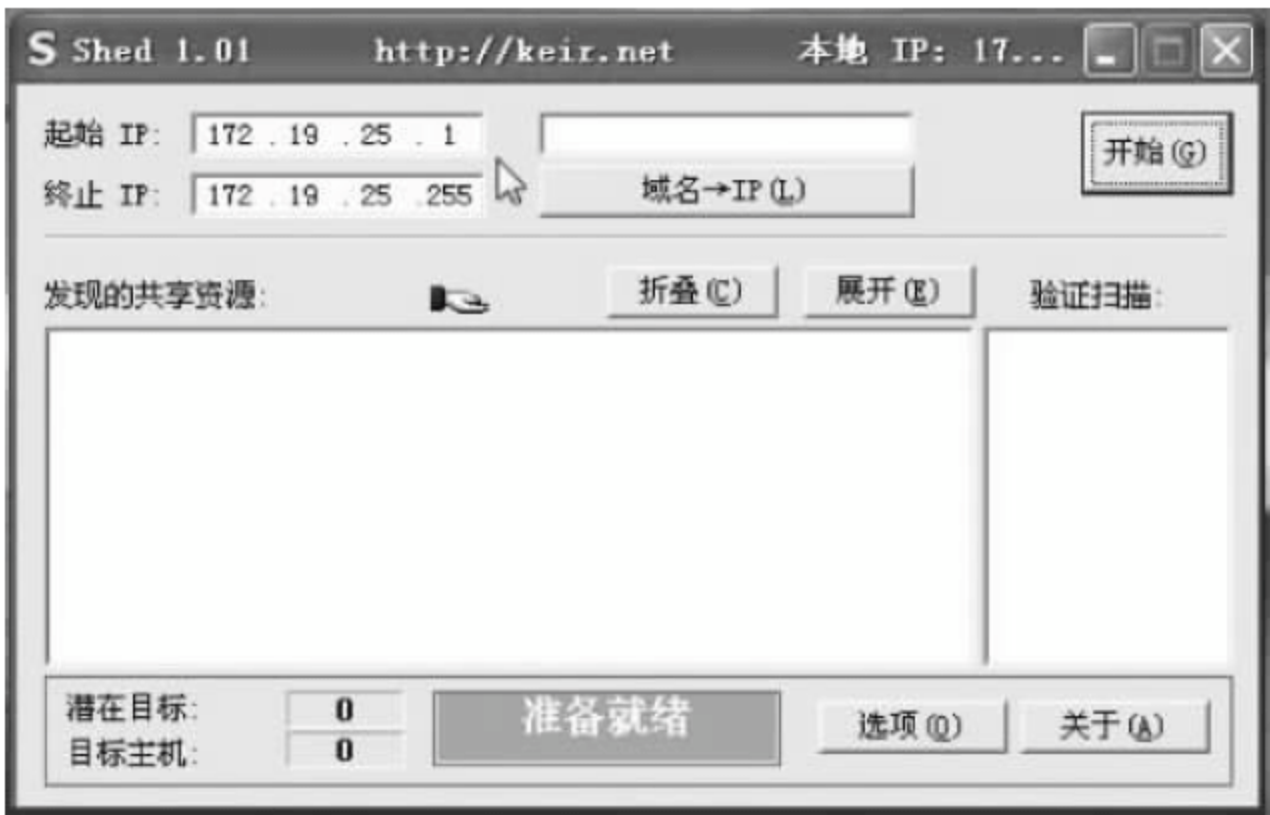 S Shed 1.01 http://keir.net 本地 IP: 17...
起始 IP: 172 . 19 . 25 . 1
开始(G)
终止 IP: 172 . 19 . 25 .255 域名→IP(L)
发现的共享资源: 折叠(C) 展开(E) 验证扫描:
潜在目标: 0 准备就绪 选项(O) 关于(A)
目标主机: 0